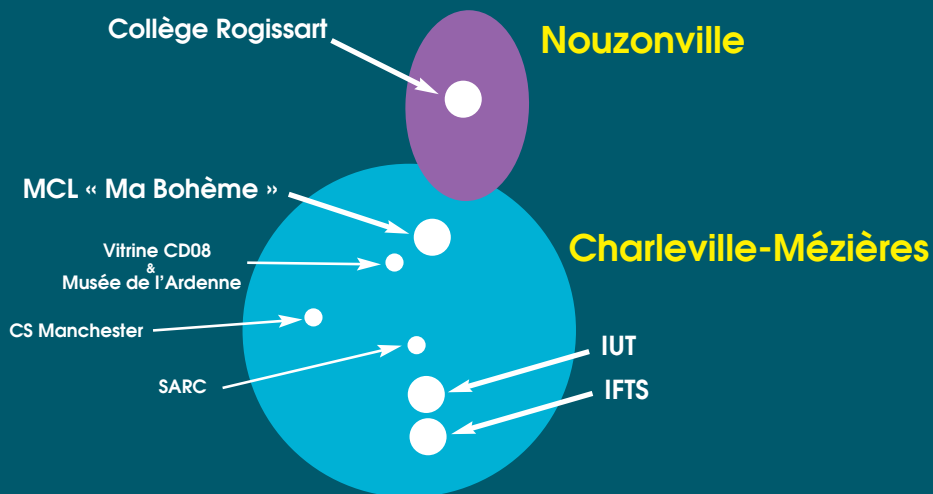 Collège Rogissart
Nouzonville
MCL « Ma Bohème »
Charleville-Mézières
Vitrine CD08
&
Musée de l'Ardenne
CS Manchester
IUT
SARC
IFTS